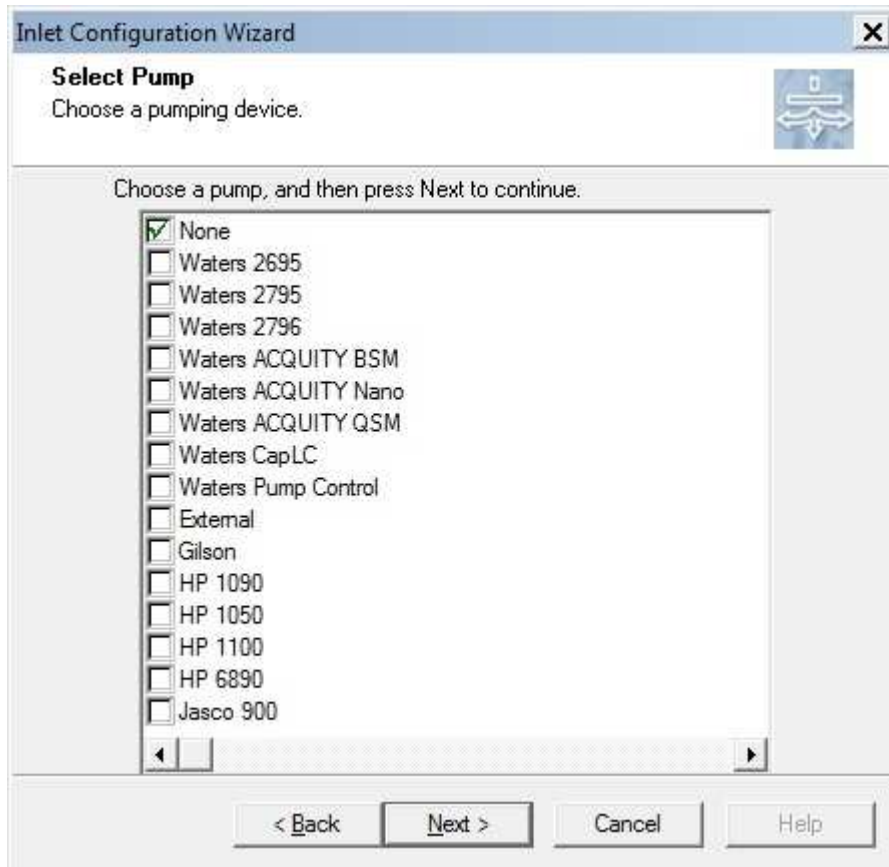 Inlet Configuration Wizard
Select Pump
Choose a pumping device.
Choose a pump, and then press Next to continue.
None
Waters 2695
Waters 2795
Waters 2796
Waters ACQUITY BSM
Waters ACQUITY Nano
Waters ACQUITY QSM
Waters CapLC
Waters Pump Control
External
Gilson
HP 1090
HP 1050
HP 1100
HP 6890
Jasco 900
< Back Next > Cancel Help